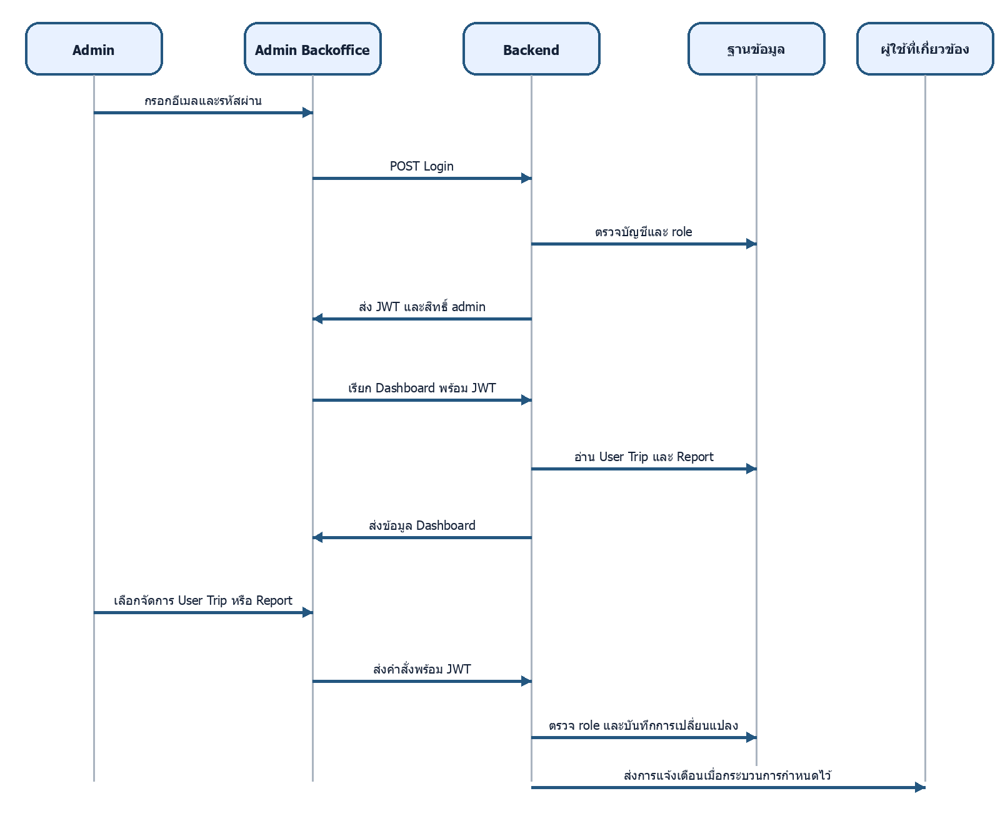 Admin
Admin Backoffice
Backend
ฐานข้อมูล
ผู้ใช้ที่เกี่ยวข้อง
กรอกอีเมลและรหัสผ่าน
POST Login
ตรวจบัญชีและ role
ส่ง JWT และสิทธิ์ admin
เรียก Dashboard พร้อม JWT
อ่าน User Trip และ Report
ส่งข้อมูล Dashboard
เลือกจัดการ User Trip หรือ Report
ส่งคำสั่งพร้อม JWT
ตรวจ role และบันทึกการเปลี่ยนแปลง
ส่งการแจ้งเตือนเมื่อกระบวนการกำหนดไว้